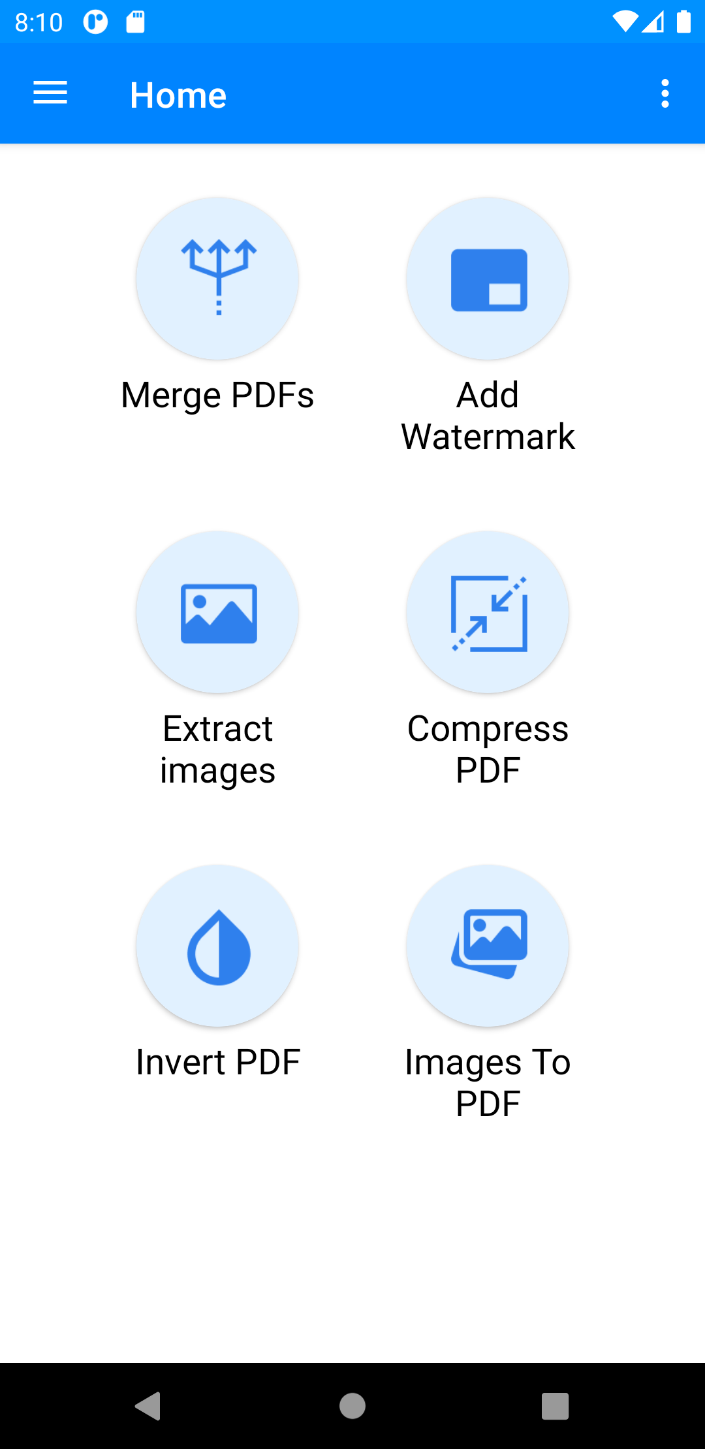 8:10
Home
Merge PDFs
Add
Watermark
Extract
images
Compress
PDF
Invert PDF
Images To
PDF